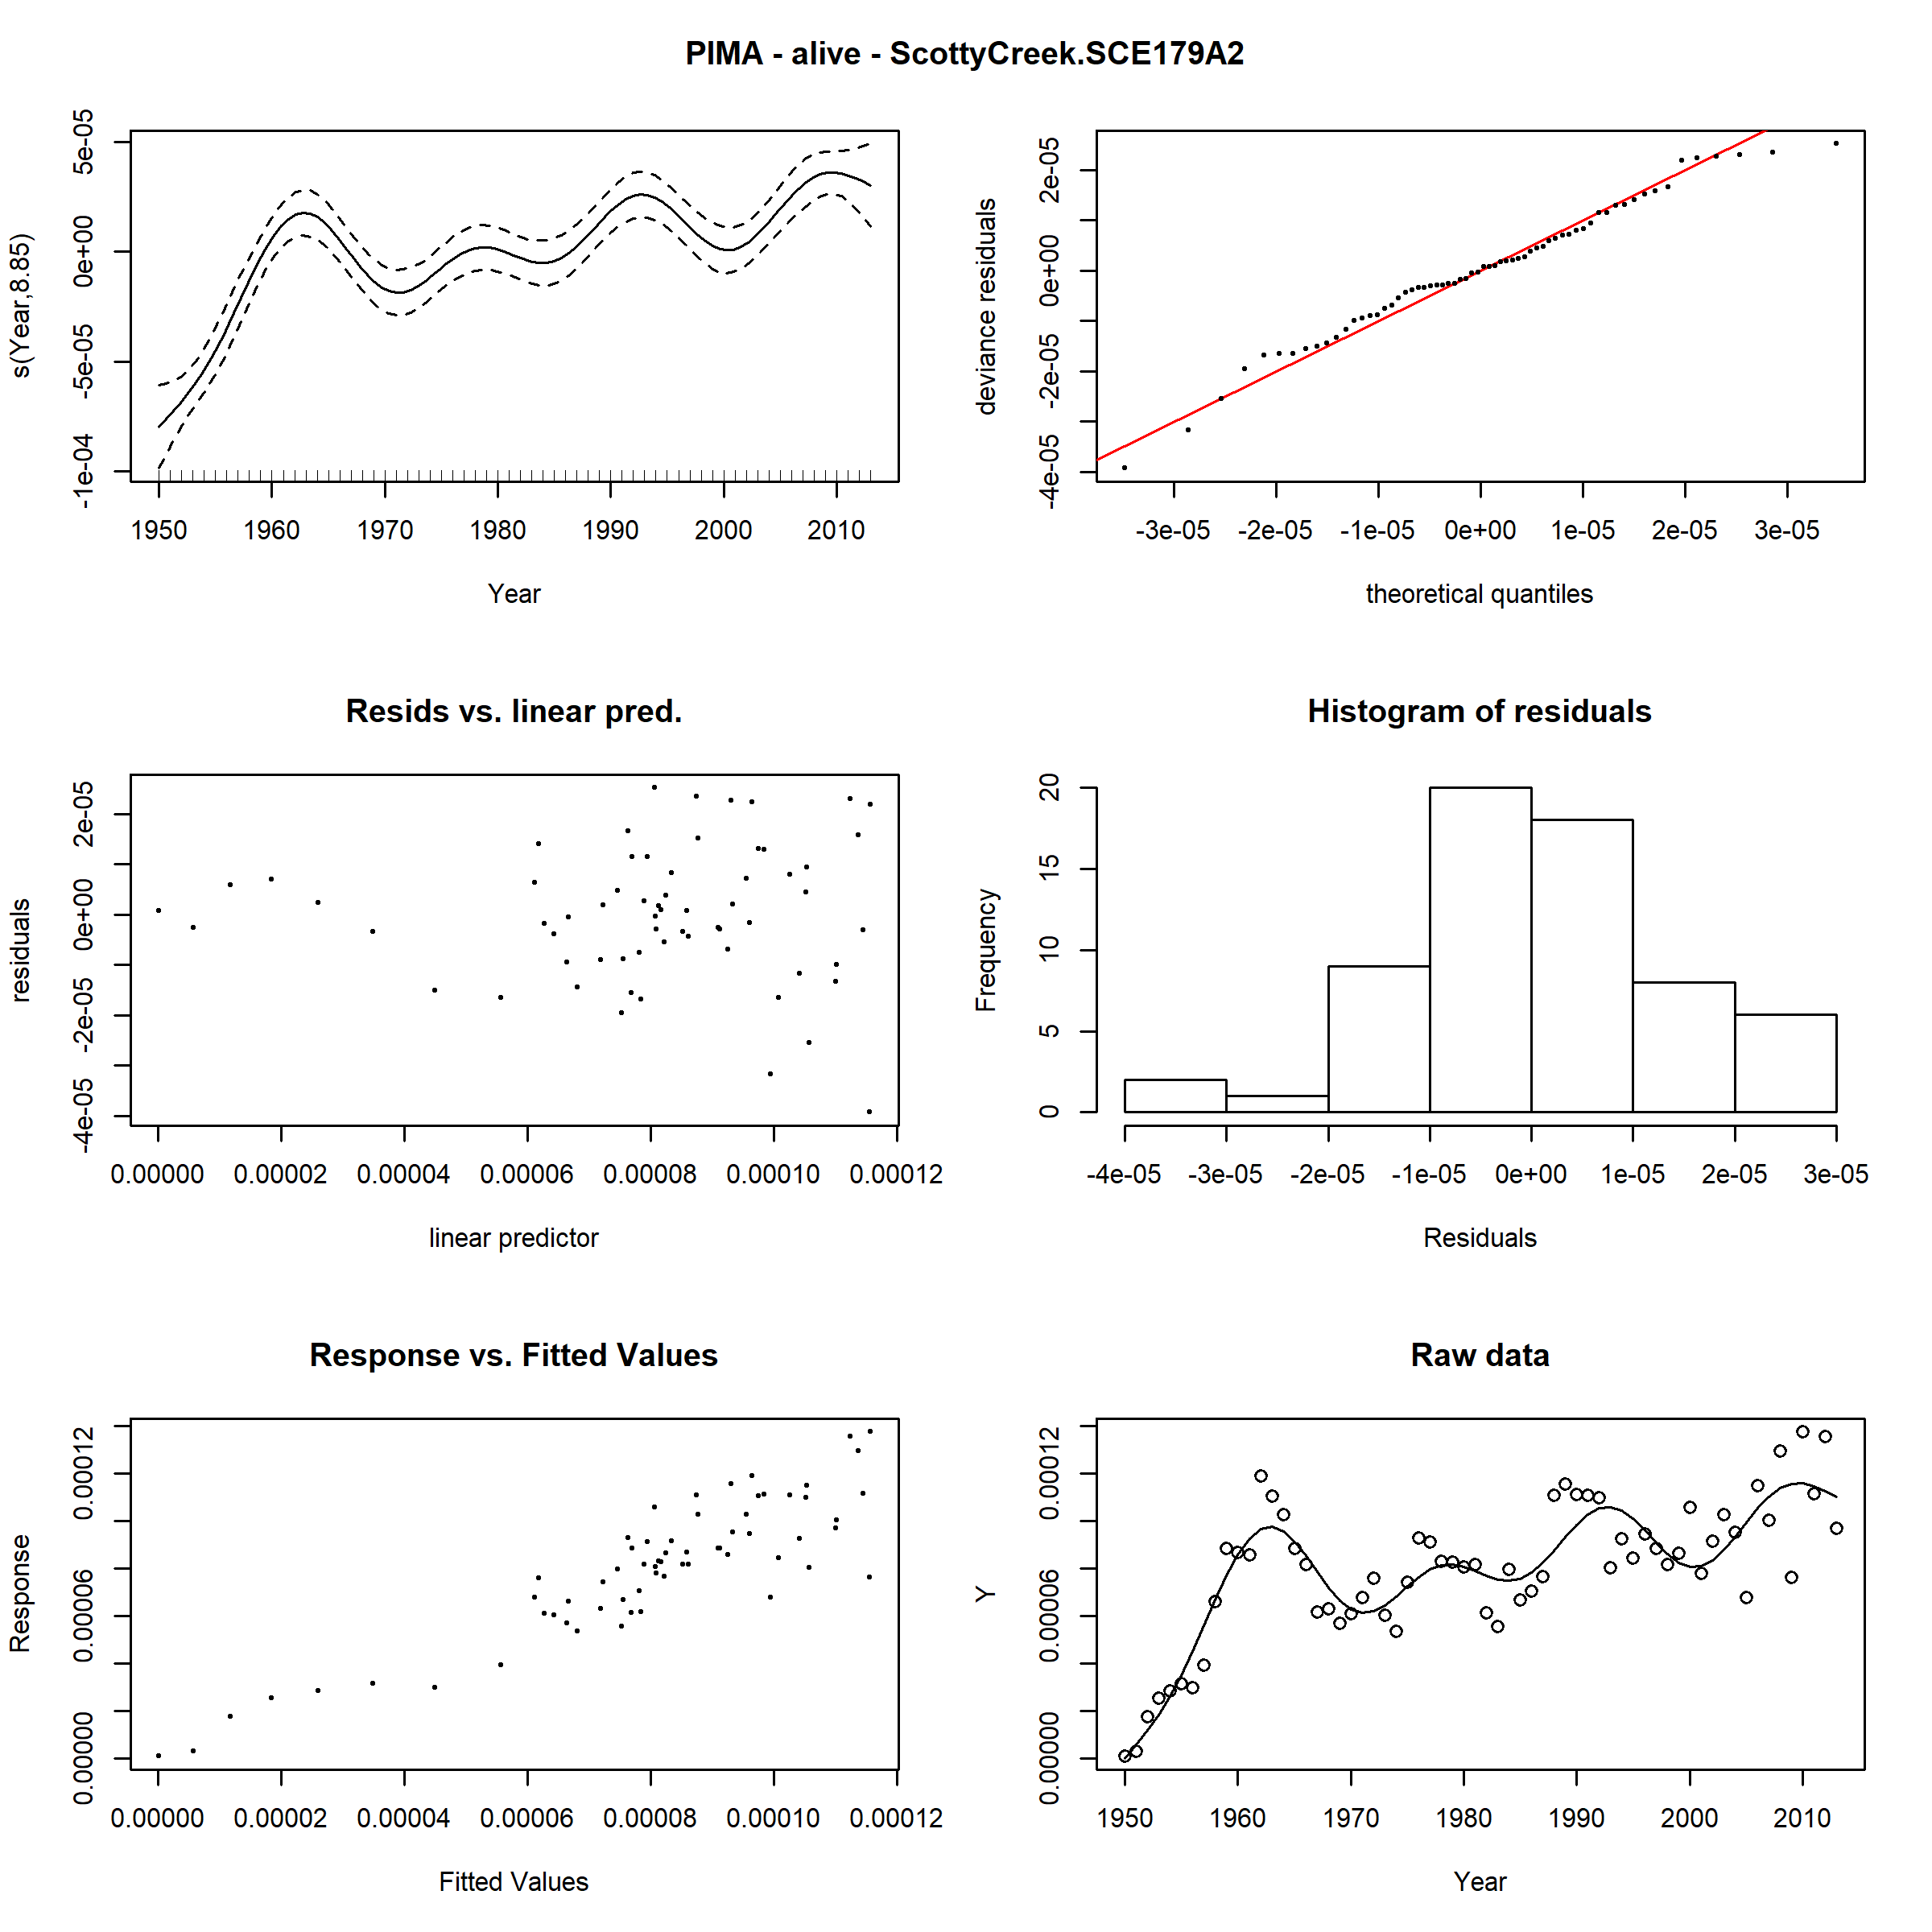 PIMA - alive - ScottyCreek.SCE179A2
s(Year,8.85)
5e-05
0e+00
-5e-05
-1e-04
1950 1960 1970 1980 1990 2000 2010
Year
deviance residuals
2e-05
0e+00
-2e-05
-4e-05
-3e-05 -2e-05 -1e-05 0e+00 1e-05 2e-05 3e-05
theoretical quantiles
Resids vs. linear pred.
residuals
2e-05
0e+00
-2e-05
-4e-05
0.00000 0.00002 0.00004 0.00006 0.00008 0.00010 0.00012
linear predictor
Histogram of residuals
Frequency
20
15
10
5
0
-4e-05 -3e-05 -2e-05 -1e-05 0e+00 1e-05 2e-05 3e-05
Residuals
Response vs. Fitted Values
Response
0.00012
0.00006
0.00000
0.00000 0.00002 0.00004 0.00006 0.00008 0.00010 0.00012
Fitted Values
Raw data
Y
0.00012
0.00006
0.00000
1950 1960 1970 1980 1990 2000 2010
Year